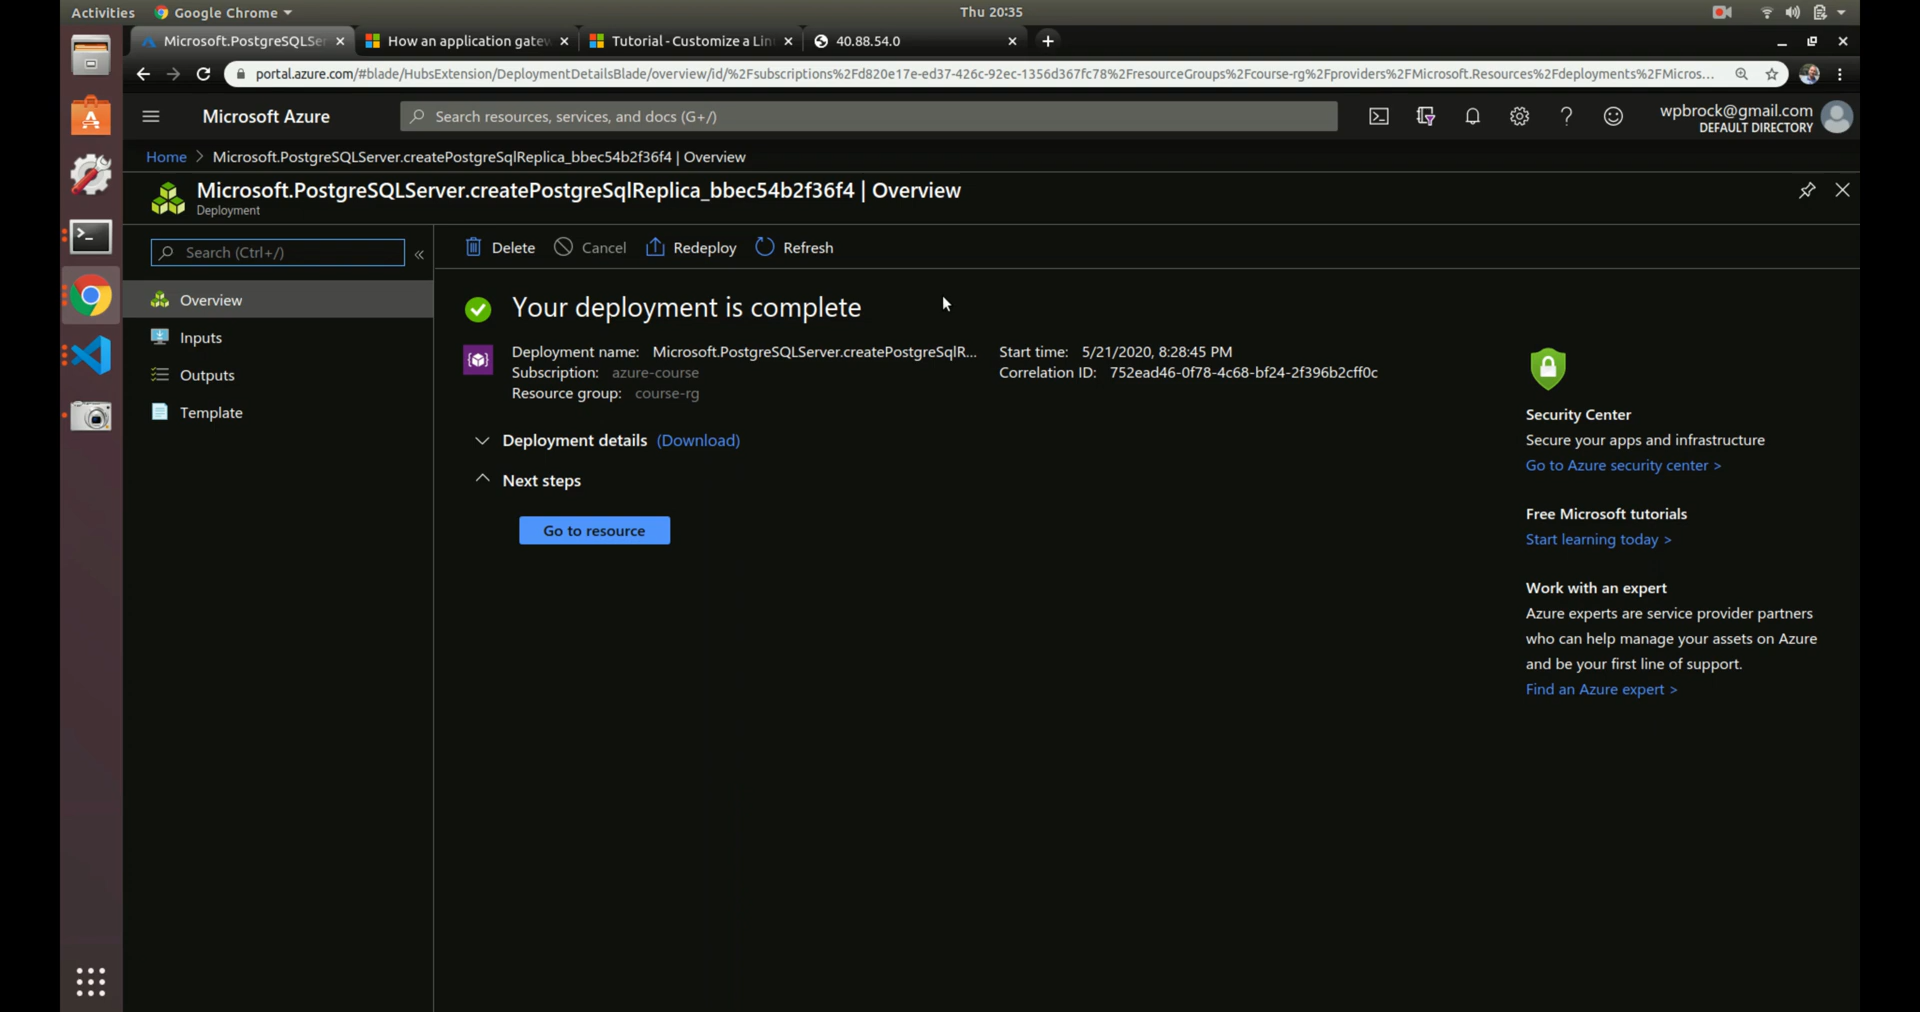 Activities Google Chrome Thu 20:35
Microsoft.PostgreSQLSer How an application gatew Tutorial - Customize a Lin 40.88.54.0
portal.azure.com/#blade/HubsExtension/DeploymentDetailsBlade/overview/id/%2Fsubscriptions%2Fd820e17e-ed37-426c-92ec-1356d367fc78%2FresourceGroups%2Fcourse-rg%2Fproviders%2FMicrosoft.Resources%2Fdeployments%2FMicros...
Microsoft Azure Search resources, services, and docs (G+/) wpbrock@gmail.com
DEFAULT DIRECTORY
Home > Microsoft.PostgreSQLServer.createPostgreSqlReplica_bbec54b2f36f4 | Overview
Microsoft.PostgreSQLServer.createPostgreSqlReplica_bbec54b2f36f4 | Overview
Deployment
Search (Ctrl+/) «
Overview
Inputs
Outputs
Template
Delete Cancel Redeploy Refresh
Your deployment is complete
Deployment name: Microsoft.PostgreSQLServer.createPostgreSqlR...
Subscription: azure-course
Resource group: course-rg
Start time: 5/21/2020, 8:28:45 PM
Correlation ID: 752ead46-0f78-4c68-bf24-2f396b2cff0c
Deployment details (Download)
Next steps
Go to resource
Security Center
Secure your apps and infrastructure
Go to Azure security center >
Free Microsoft tutorials
Start learning today >
Work with an expert
Azure experts are service provider partners
who can help manage your assets on Azure
and be your first line of support.
Find an Azure expert >